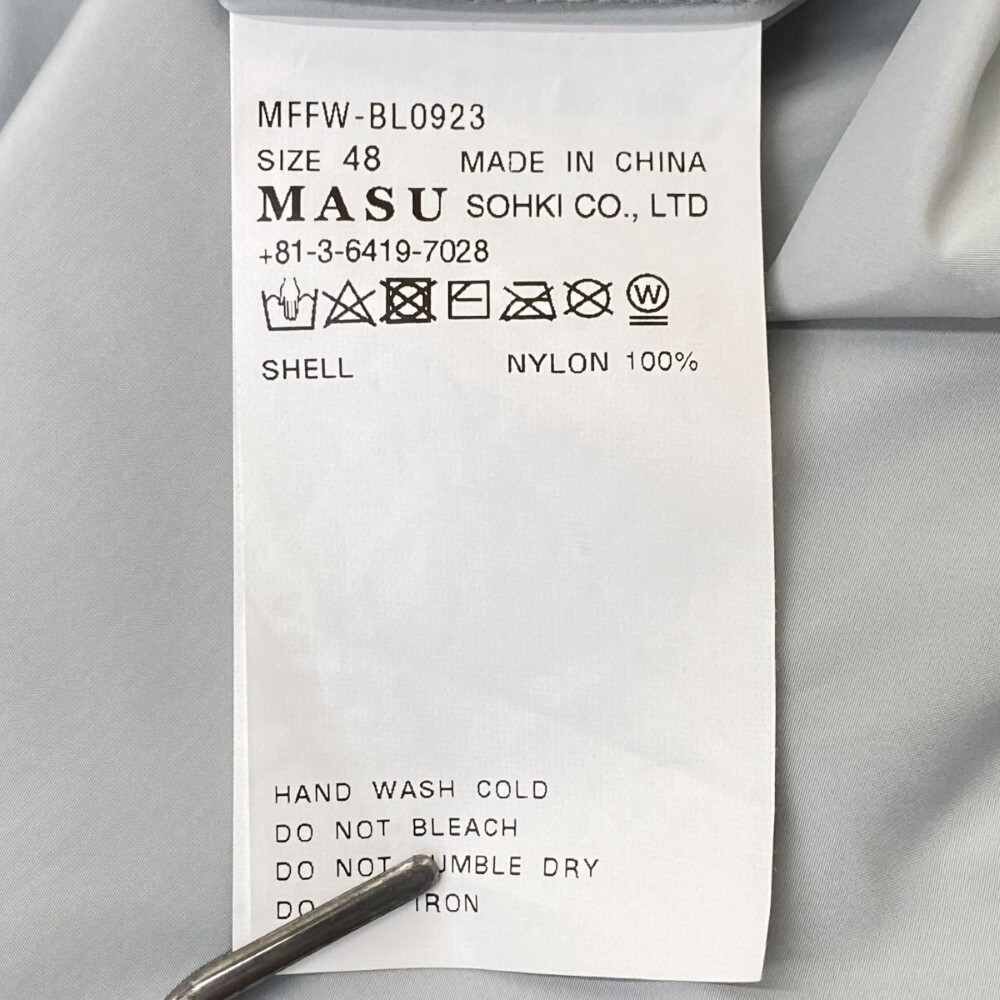 MFFW-BL0923
SIZE 48 MADE IN CHINA
MASU SOHKI CO., LTD
+81-3-6419-7028
W
SHELL NYLON 100%
HAND WASH COLD
DO NOT BLEACH
DO NOT TUMBLE DRY
DO IRON